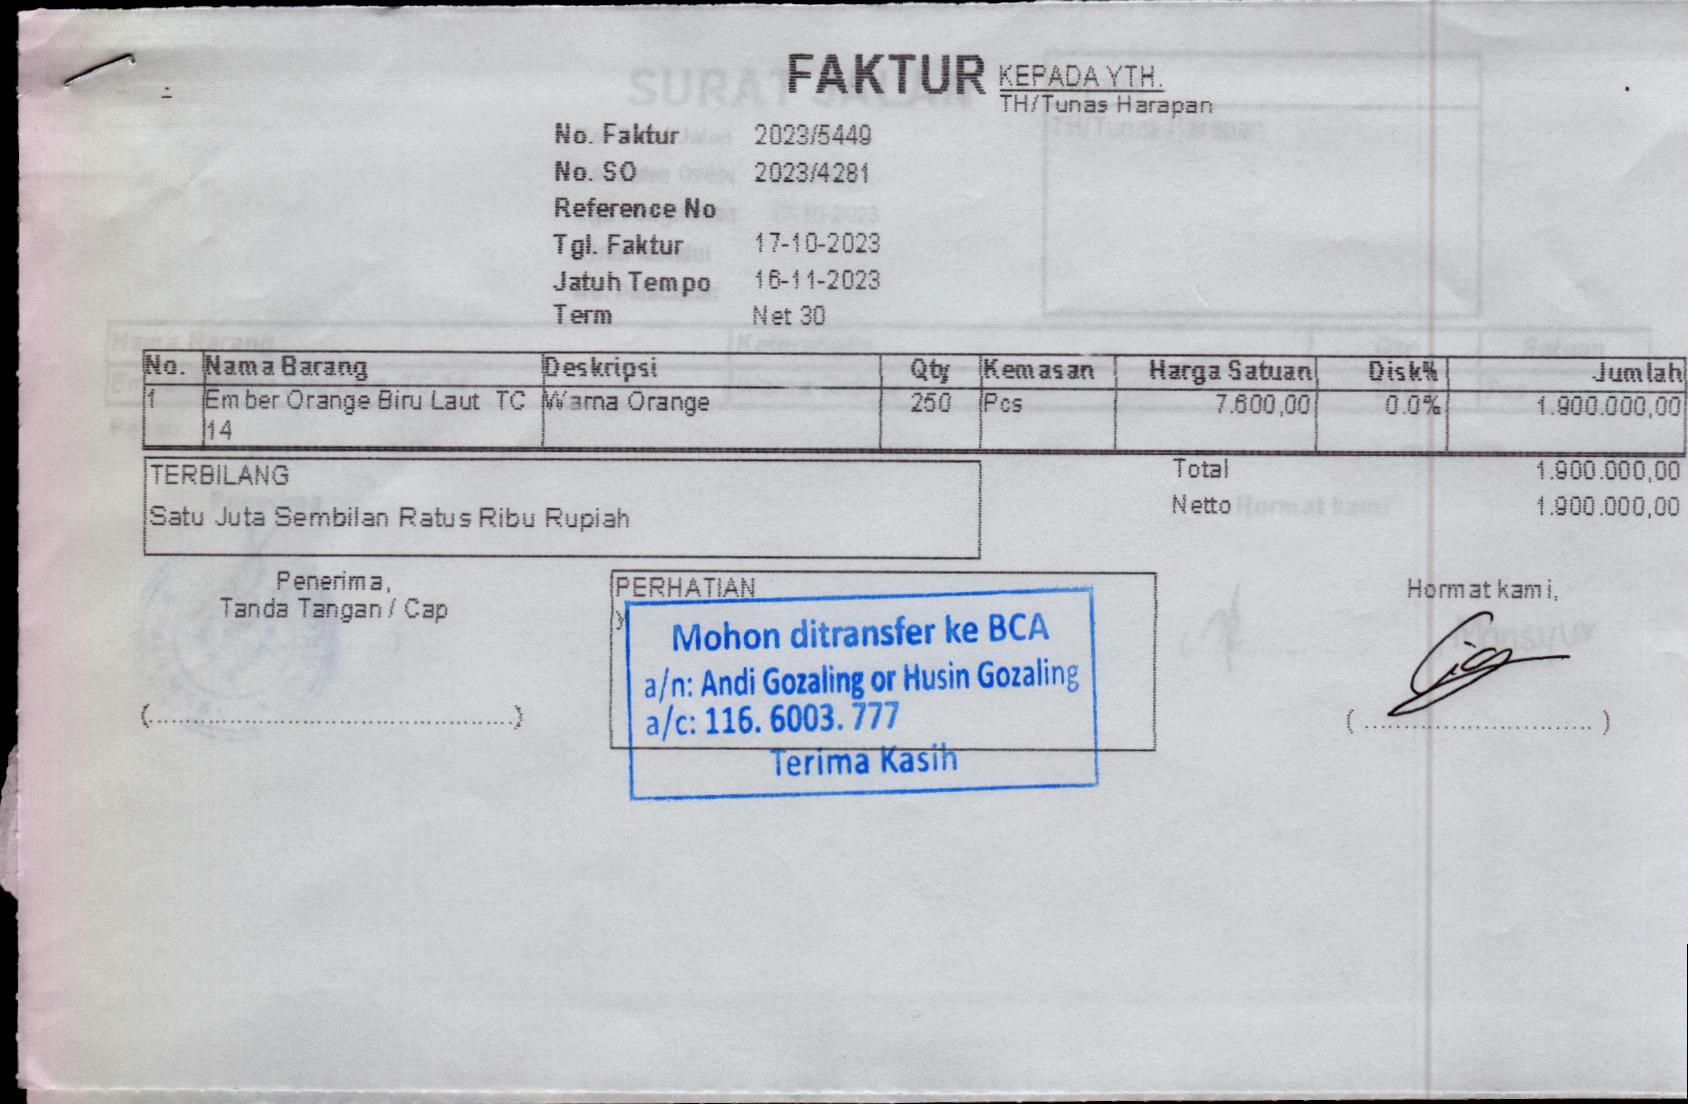 FAKTUR
KEPADA YTH.
TH/Tunas Harapan
No. Faktur 2023/5449
No. SO 2023/4281
Reference No
Tgl. Faktur 17-10-2023
Jatuh Tempo 16-11-2023
Term Net 30
No. Nama Barang Deskripsi Qty Kemasan Harga Satuan Disk% Jumlah
1 Ember Orange Biru Laut TC Warna Orange 250 Pcs 7.600,00 0.0% 1.900.000,00
14
TERBILANG
Satu Juta Sembilan Ratus Ribu Rupiah
Total 1.900.000,00
Netto 1.900.000,00
Penerima,
Tanda Tangan / Cap
(........................................)
PERHATIAN
Mohon ditransfer ke BCA
a/n: Andi Gozaling or Husin Gozaling
a/c: 116. 6003. 777
Terima Kasih
Hormat kami,
(............................)